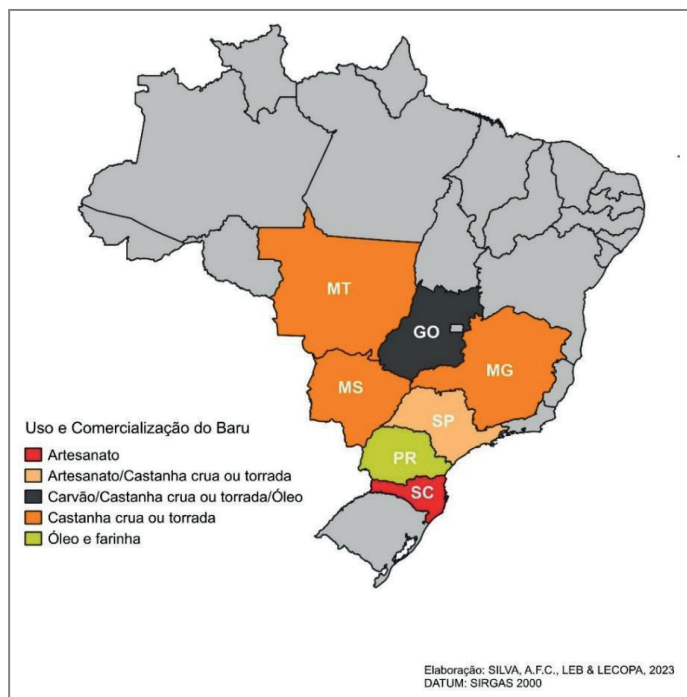 MT
GO
MG
MS
SP
PR
SC
Uso e Comercialização do Baru
Artesanato
Artesanato/Castanha crua ou torrada
Carvão/Castanha crua ou torrada/Óleo
Castanha crua ou torrada
Óleo e farinha
Elaboração: SILVA, A.F.C., LEB & LECOPA, 2023
DATUM: SIRGAS 2000